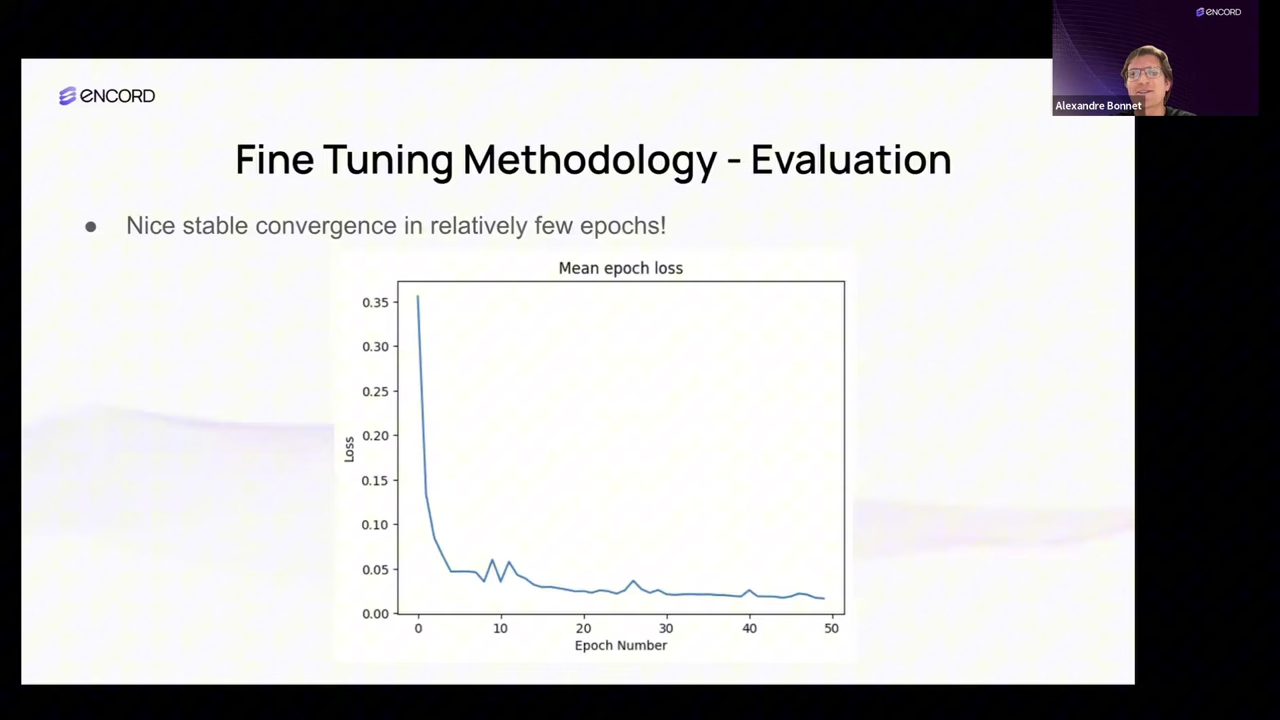 ENCORD
Alexandre Bonnet
ENCORD
Fine Tuning Methodology - Evaluation
● Nice stable convergence in relatively few epochs!
Mean epoch loss
0.35
0.30
0.25
0.20
0.15
0.10
0.05
0.00
Loss
0 10 20 30 40 50
Epoch Number